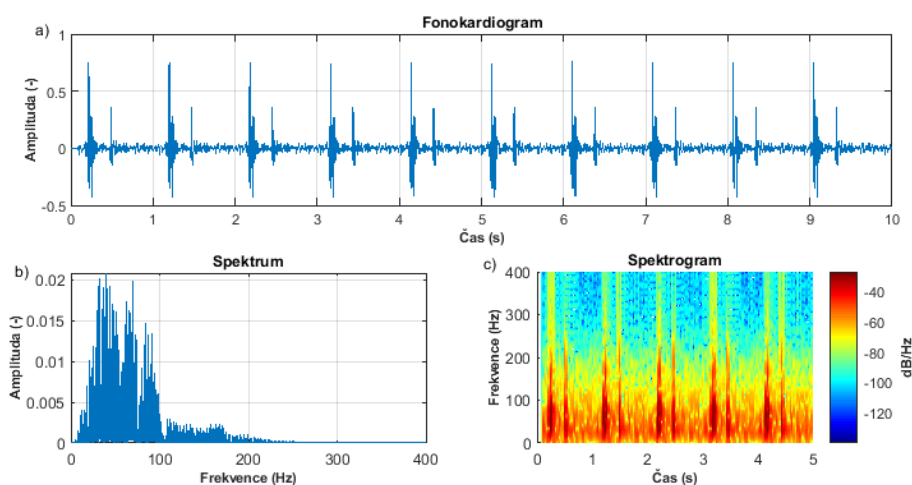 Fonokardiogram
a)
1
0.5
0
-0.5
Amplituda (-)
0 1 2 3 4 5 6 7 8 9 10
Čas (s)
b)
Spektrum
0.02
0.015
0.01
0.005
0
Amplituda (-)
0 100 200 300 400
Frekvence (Hz)
c)
Spektrogram
400
300
200
100
0
Frekvence (Hz)
0 1 2 3 4 5
Čas (s)
-40
-60
-80
-100
-120
dB/Hz